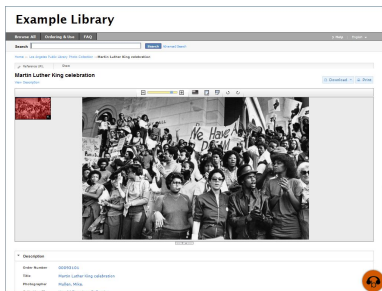 Example Library
Browse All Ordering & Use FAQ
Help English
Search Search Advanced Search
Home Los Angeles Public Library Photo Collection Martin Luther King celebration
Reference URL Share
Martin Luther King celebration
View Description
Download Print
We Have A
DREAM
Description
Order Number 00050101
Title Martin Luther King celebration
Photographer Mullen, Mike.